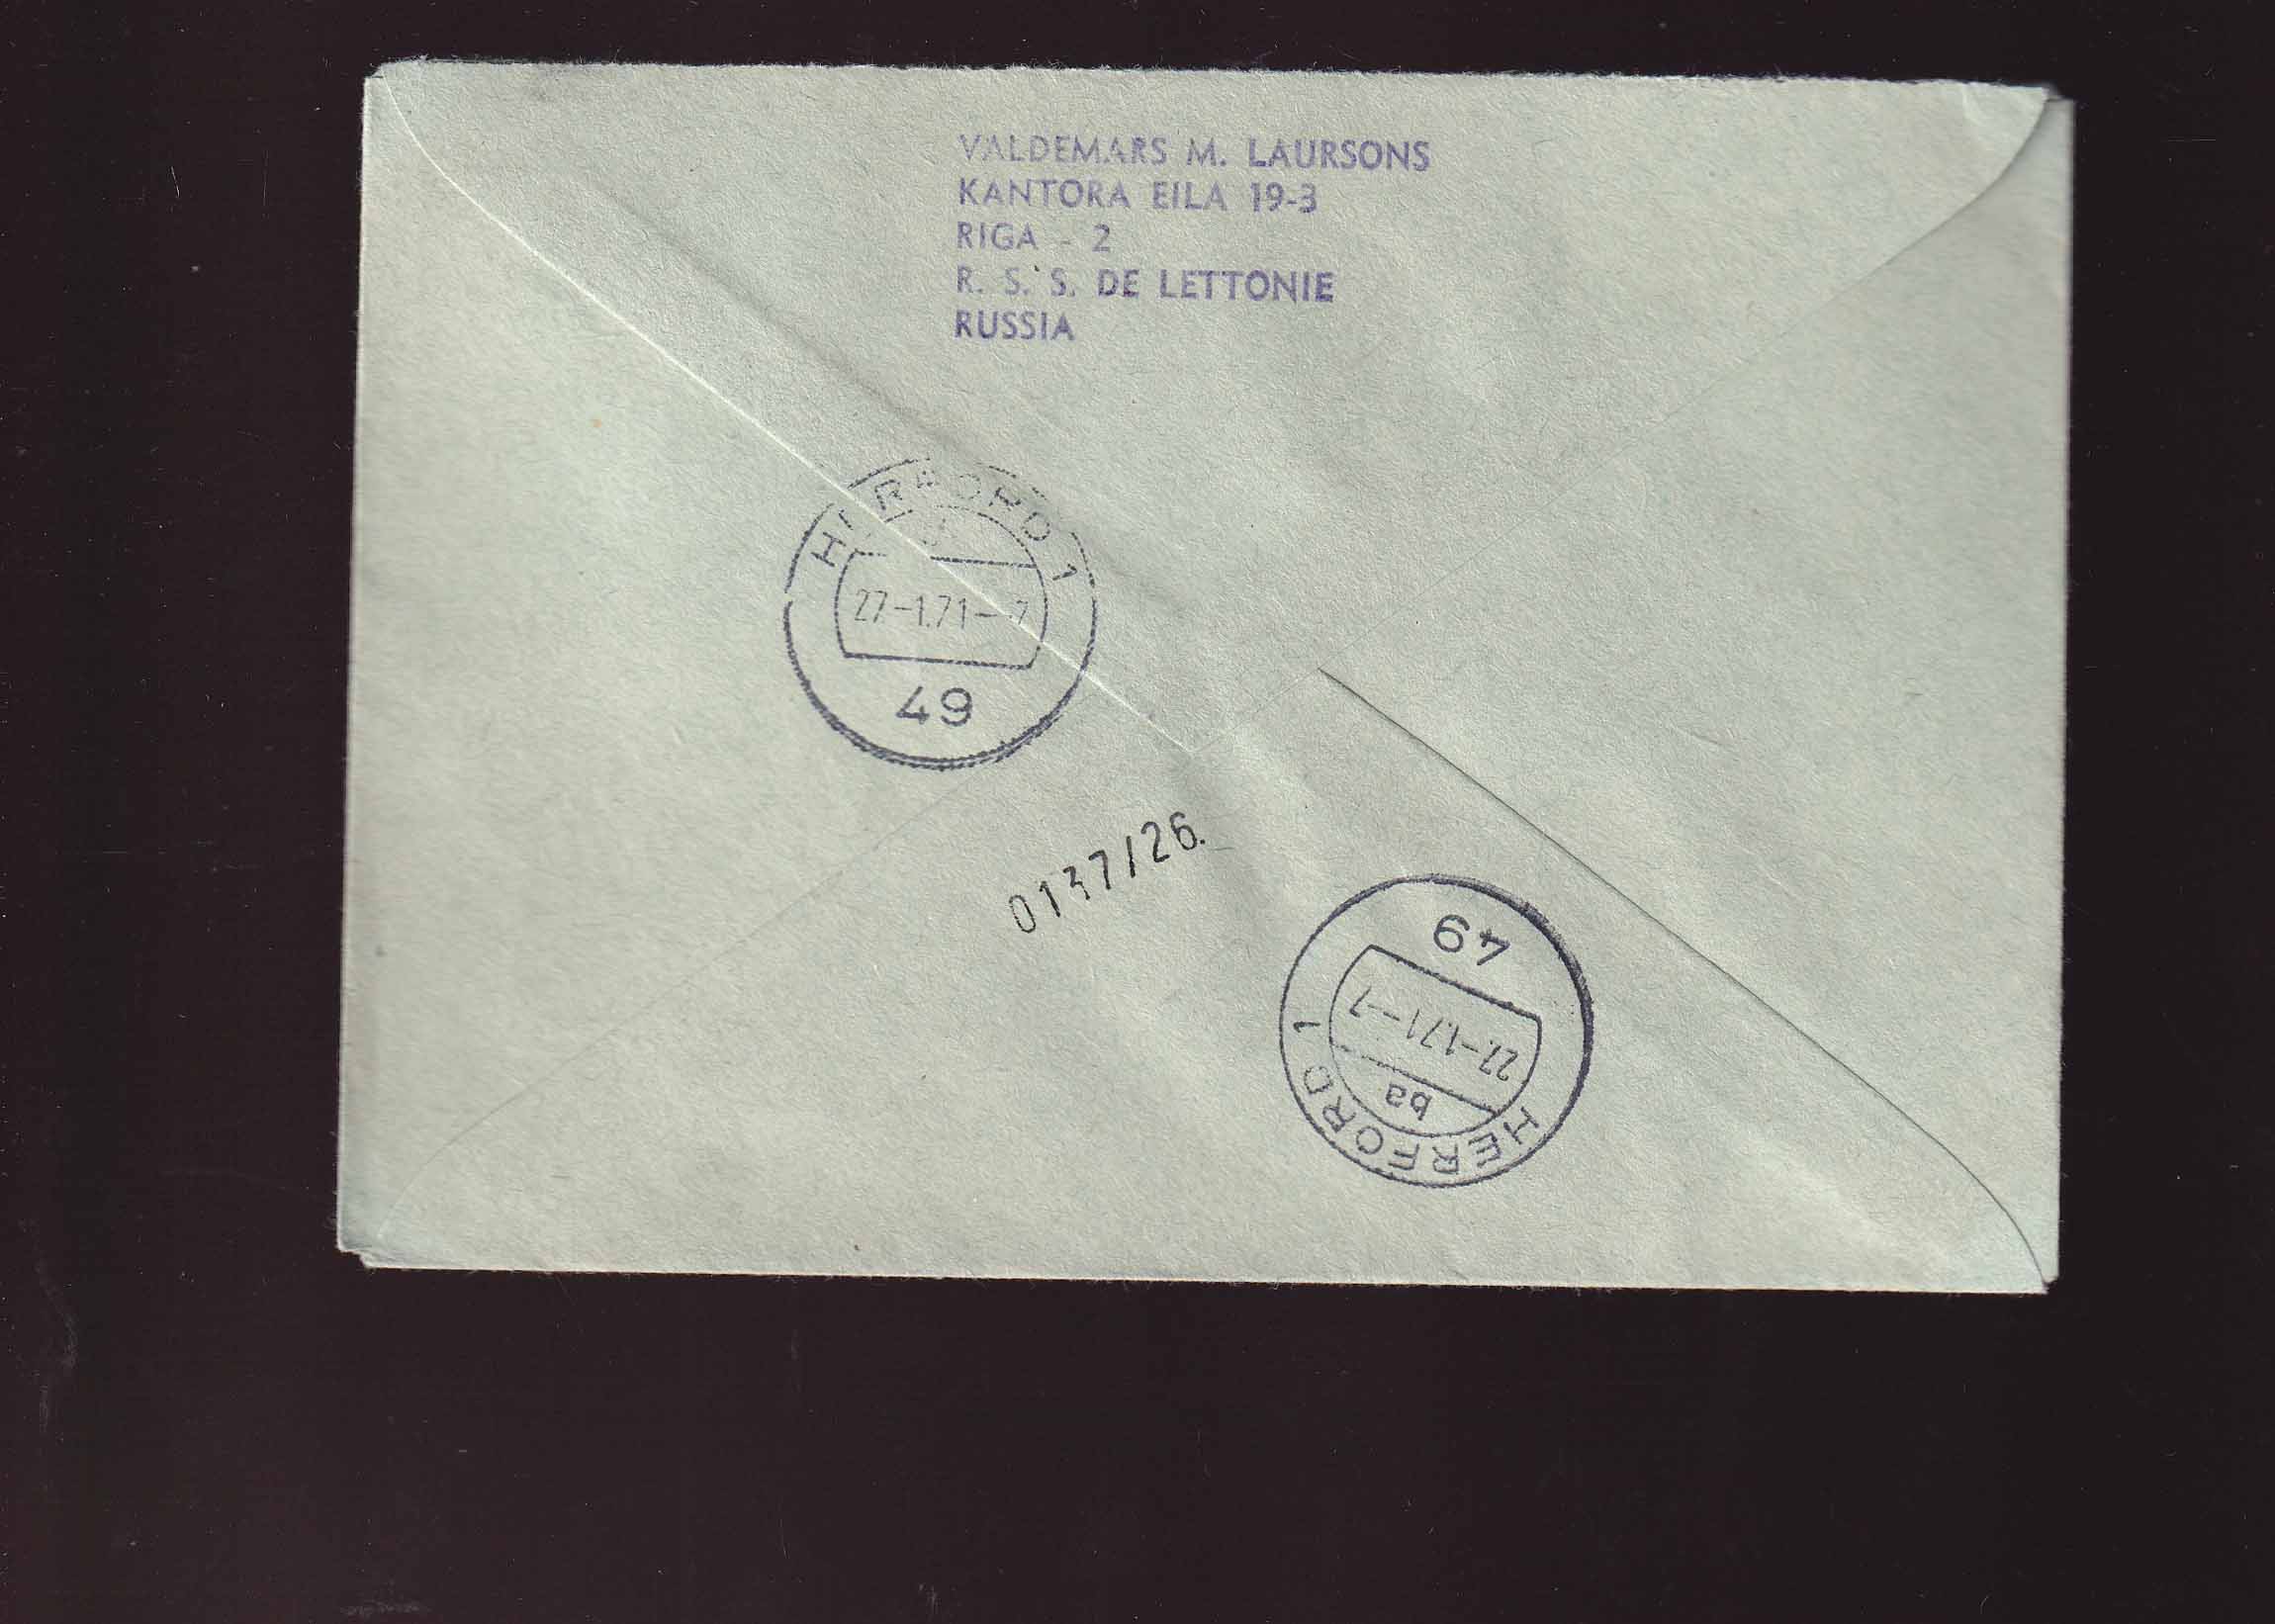 VALDEMARS M. LAURSONS
KANTORA EILA 19-3
RIGA - 2
R. S. S. DE LETTONIE
RUSSIA
HERFORD 1
27-1.71--7
49
0137/26.
49
27.-1.71--7
ba
HERFORD 1